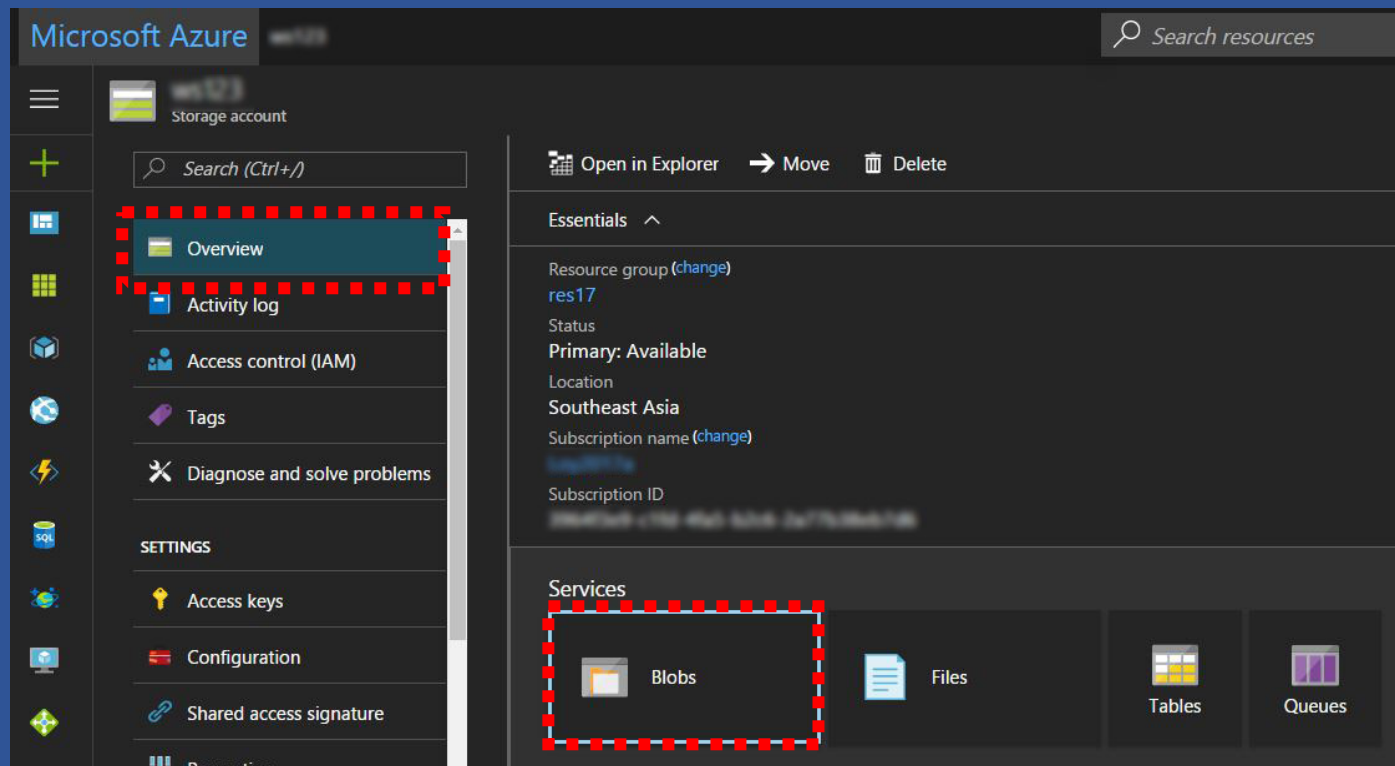 Microsoft Azure
Search resources
Storage account
Search (Ctrl+/)
Open in Explorer
Move
Delete
Overview
Activity log
Access control (IAM)
Tags
Diagnose and solve problems
SETTINGS
Access keys
Configuration
Shared access signature
Essentials
Resource group (change)
res17
Status
Primary: Available
Location
Southeast Asia
Subscription name (change)
Subscription ID
Services
Blobs
Files
Tables
Queues
SQL